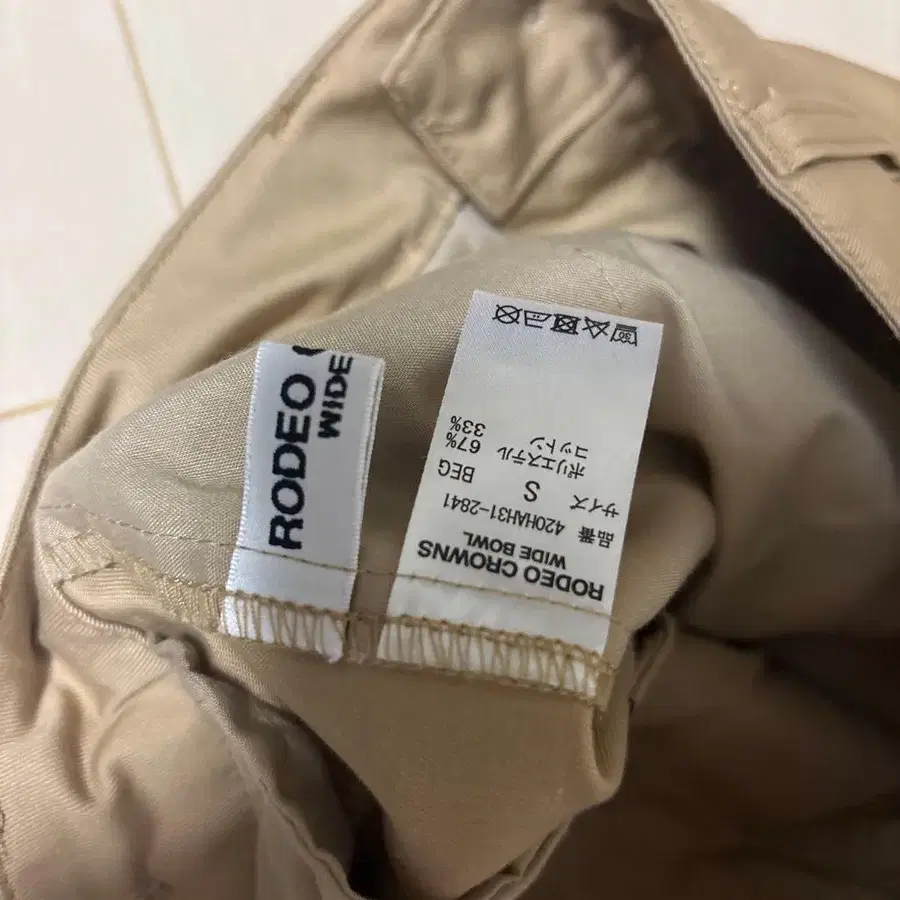 RODEO C
WIDE
RODEO CROWNS
WIDE BOWL
品番 420HAH31-2841
サイズ S BEG
ポリエステル 67%
コットン 33%
30